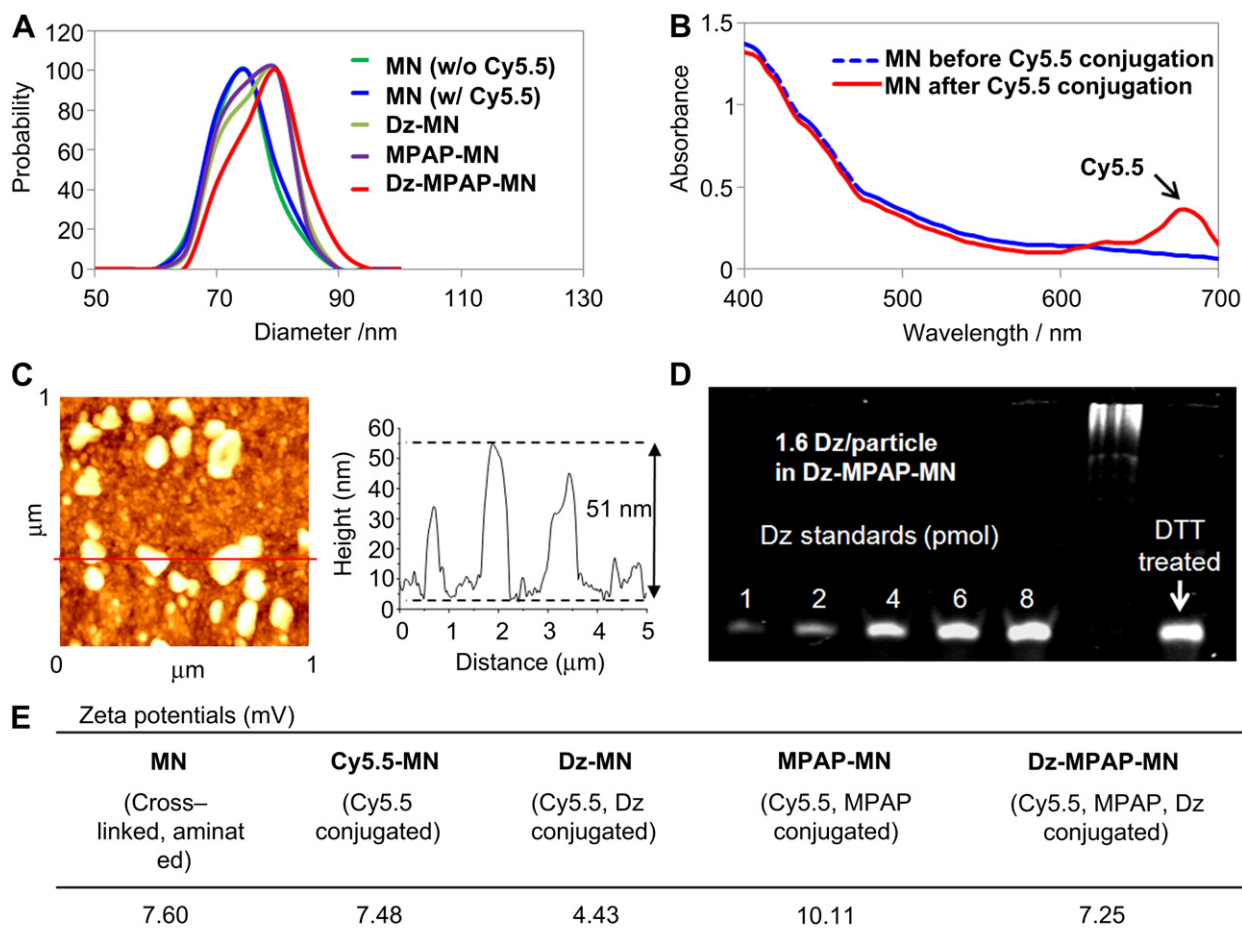 A
120
100
80
60
40
20
0
Probability
50
70
90
110
130
Diameter /nm
MN (w/o Cy5.5)
MN (w/ Cy5.5)
Dz-MN
MPAP-MN
Dz-MPAP-MN
B
1.5
1
0.5
0
Absorbance
400
500
600
700
Wavelength / nm
MN before Cy5.5 conjugation
MN after Cy5.5 conjugation
Cy5.5
C
1
µm
0
µm
1
60
50
40
30
20
10
0
Height (nm)
0
1
2
3
4
5
Distance (µm)
51 nm
D
1.6 Dz/particle
in Dz-MPAP-MN
Dz standards (pmol)
1
2
4
6
8
DTT
treated
E
Zeta potentials (mV)
MN
Cy5.5-MN
Dz-MN
MPAP-MN
Dz-MPAP-MN
(Cross–
linked, aminat
ed)
(Cy5.5
conjugated)
(Cy5.5, Dz
conjugated)
(Cy5.5, MPAP
conjugated)
(Cy5.5, MPAP, Dz
conjugated)
7.60
7.48
4.43
10.11
7.25